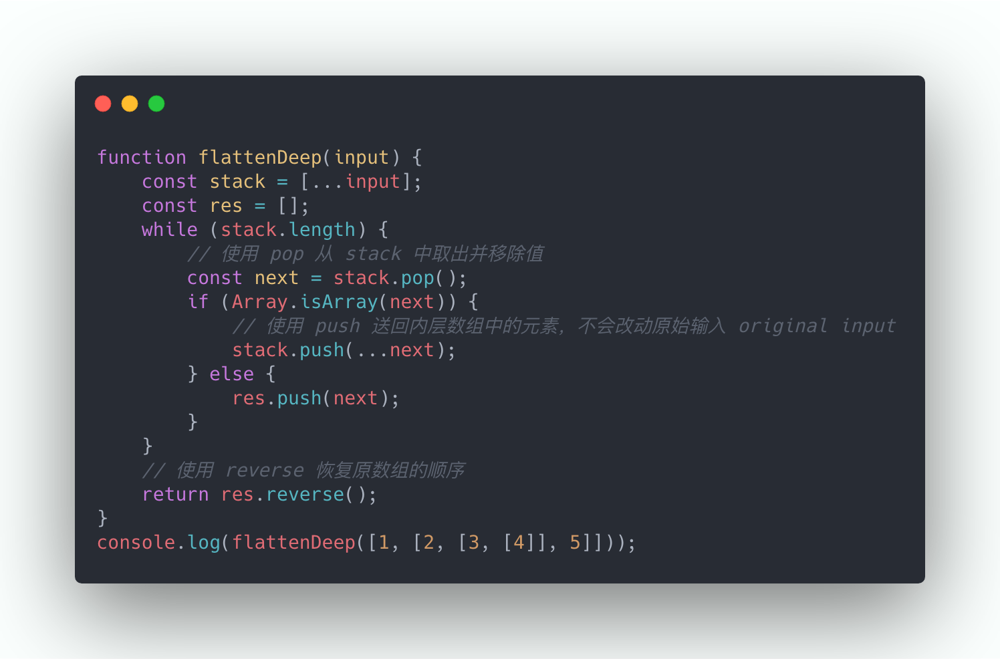 function flattenDeep(input) {
    const stack = [...input];
    const res = [];
    while (stack.length) {
        // 使用 pop 从 stack 中取出并移除值
        const next = stack.pop();
        if (Array.isArray(next)) {
            // 使用 push 送回内层数组中的元素，不会改动原始输入 original input
            stack.push(...next);
        } else {
            res.push(next);
        }
    }
    // 使用 reverse 恢复原数组的顺序
    return res.reverse();
}
console.log(flattenDeep([1, [2, [3, [4]], 5]]));